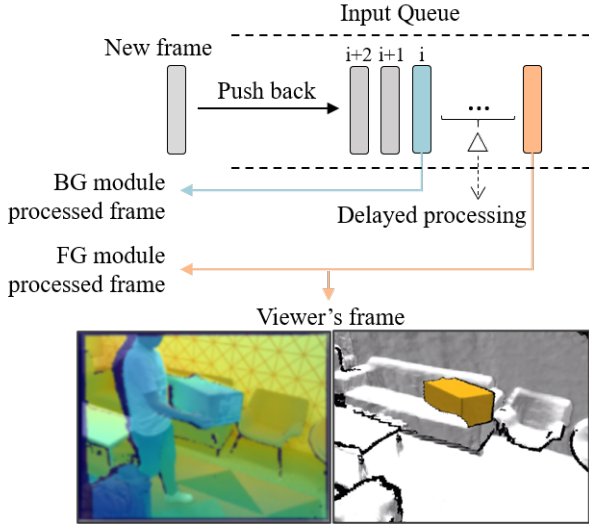 Input Queue
New frame
i+2 i+1 i
Push back
...
BG module
processed frame
Delayed processing
FG module
processed frame
Viewer's frame